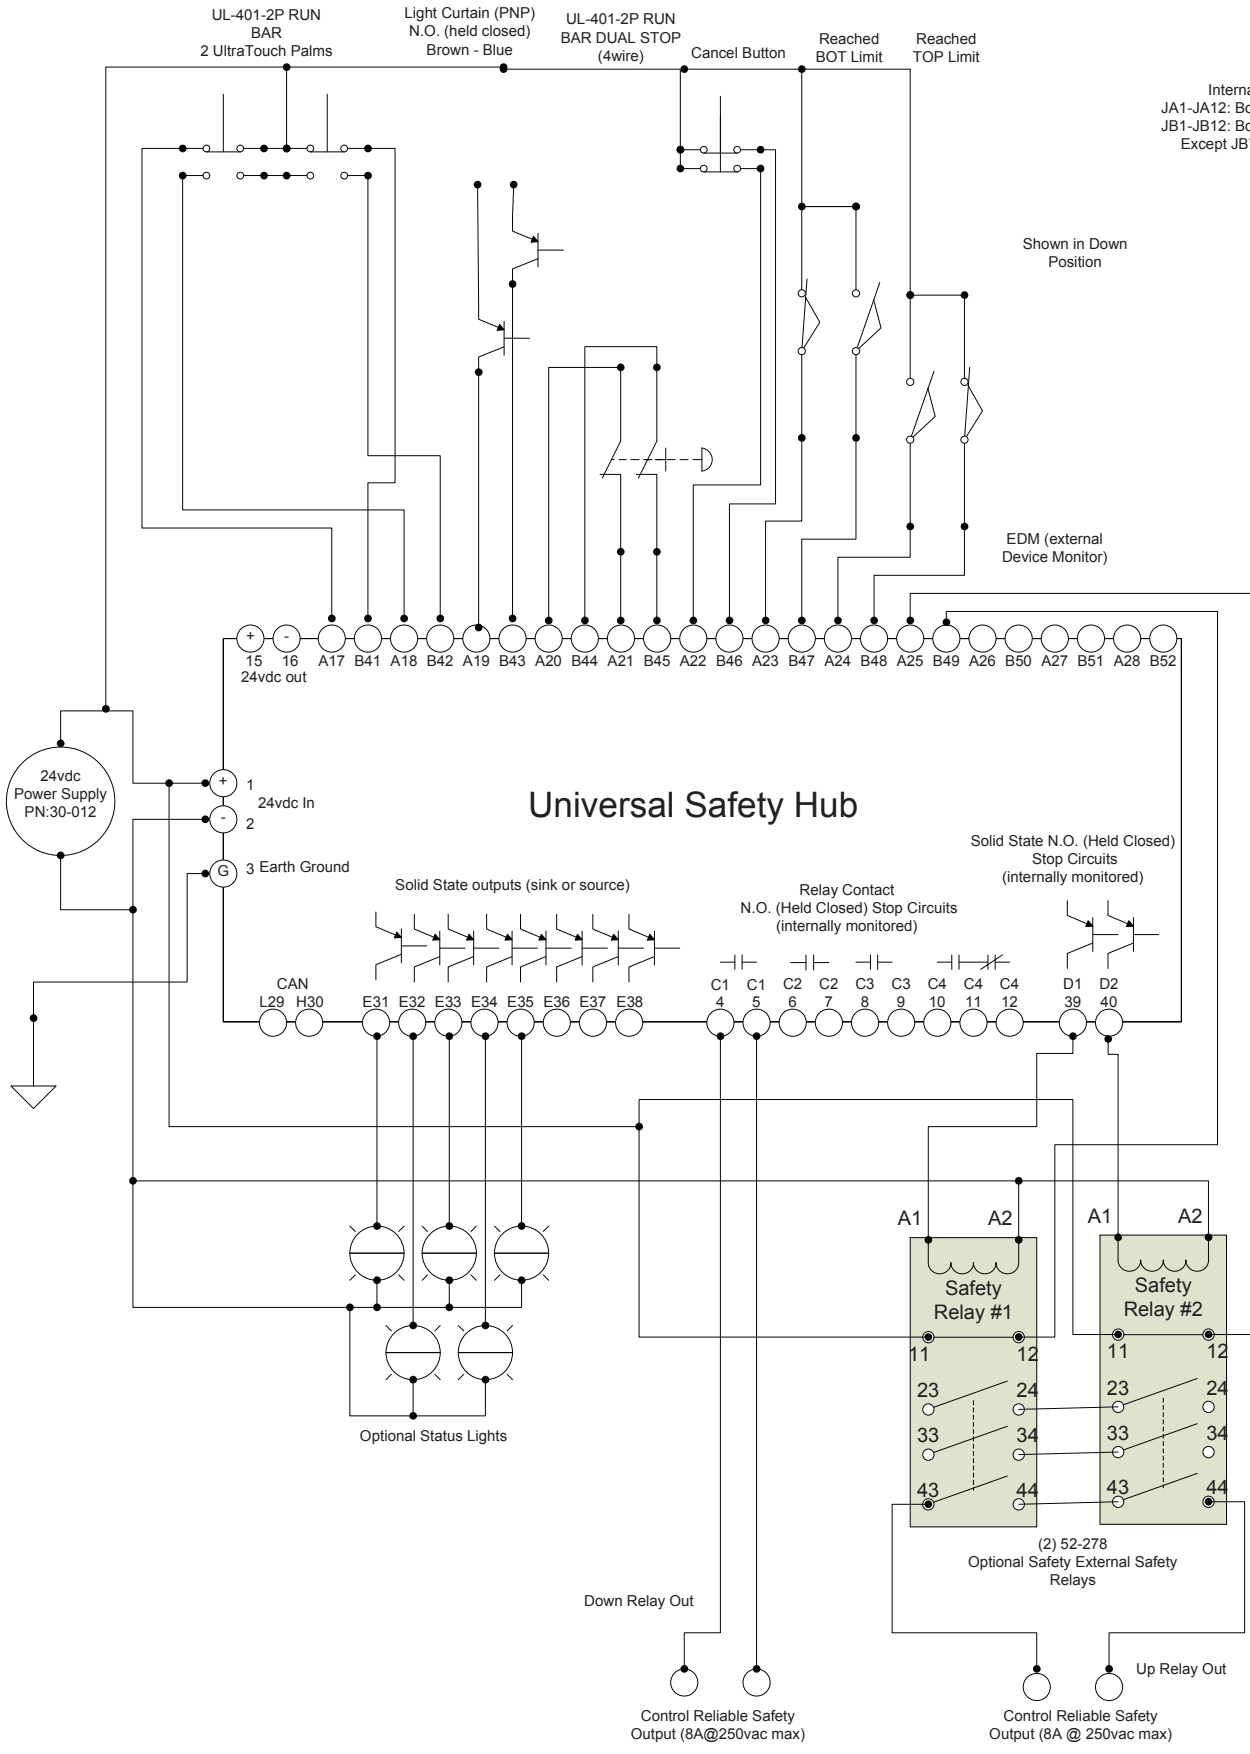 UL-401-2P RUN
BAR
2 UltraTouch Palms
Light Curtain (PNP)
N.O. (held closed)
Brown - Blue
UL-401-2P RUN
BAR DUAL STOP
(4wire)
Cancel Button
Reached
BOT Limit
Reached
TOP Limit
Interna
JA1-JA12: Bo
JB1-JB12: Bo
Except JB
Shown in Down
Position
EDM (external
Device Monitor)
+ -
15 16 A17 B41 A18 B42 A19 B43 A20 B44 A21 B45 A22 B46 A23 B47 A24 B48 A25 B49 A26 B50 A27 B51 A28 B52
24vdc out
24vdc
Power Supply
PN:30-012
+ 1
24vdc In
- 2
G 3 Earth Ground
Universal Safety Hub
Solid State outputs (sink or source)
Relay Contact
N.O. (Held Closed) Stop Circuits
(internally monitored)
Solid State N.O. (Held Closed)
Stop Circuits
(internally monitored)
CAN
L29 H30 E31 E32 E33 E34 E35 E36 E37 E38
C1 C1 C2 C2 C3 C3 C4 C4 C4 D1 D2
4 5 6 7 8 9 10 11 12 39 40
A1 A2 A1 A2
Safety
Relay #1
11 12
23 24
33 34
43 44
Safety
Relay #2
11 12
23 24
33 34
43 44
Optional Status Lights
(2) 52-278
Optional Safety External Safety
Relays
Down Relay Out
Up Relay Out
Control Reliable Safety
Output (8A@250vac max)
Control Reliable Safety
Output (8A @ 250vac max)